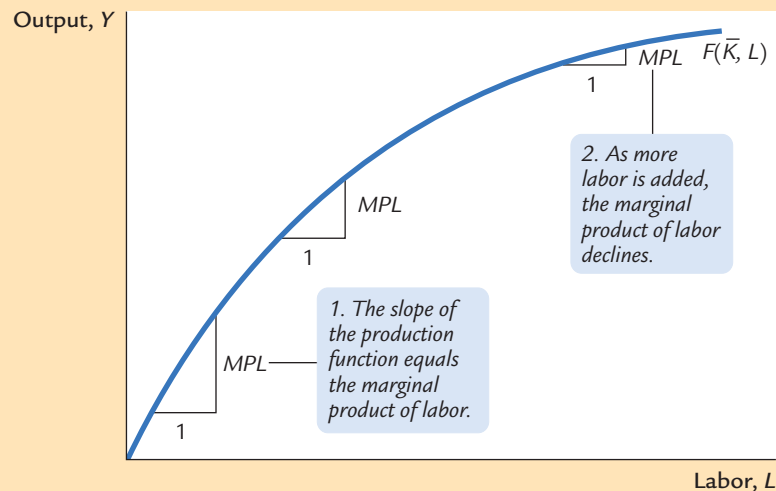 Output, Y
F(K̄, L)
MPL
1
2. As more
labor is added,
the marginal
product of labor
declines.
MPL
1
1. The slope of
the production
function equals
the marginal
product of labor.
MPL
1
Labor, L